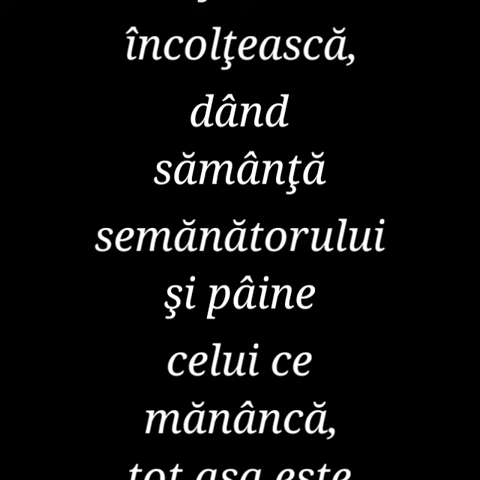 încolţească,
dând
sămânţă
semănătorului
şi pâine
celui ce
mănâncă,
tot aşa este